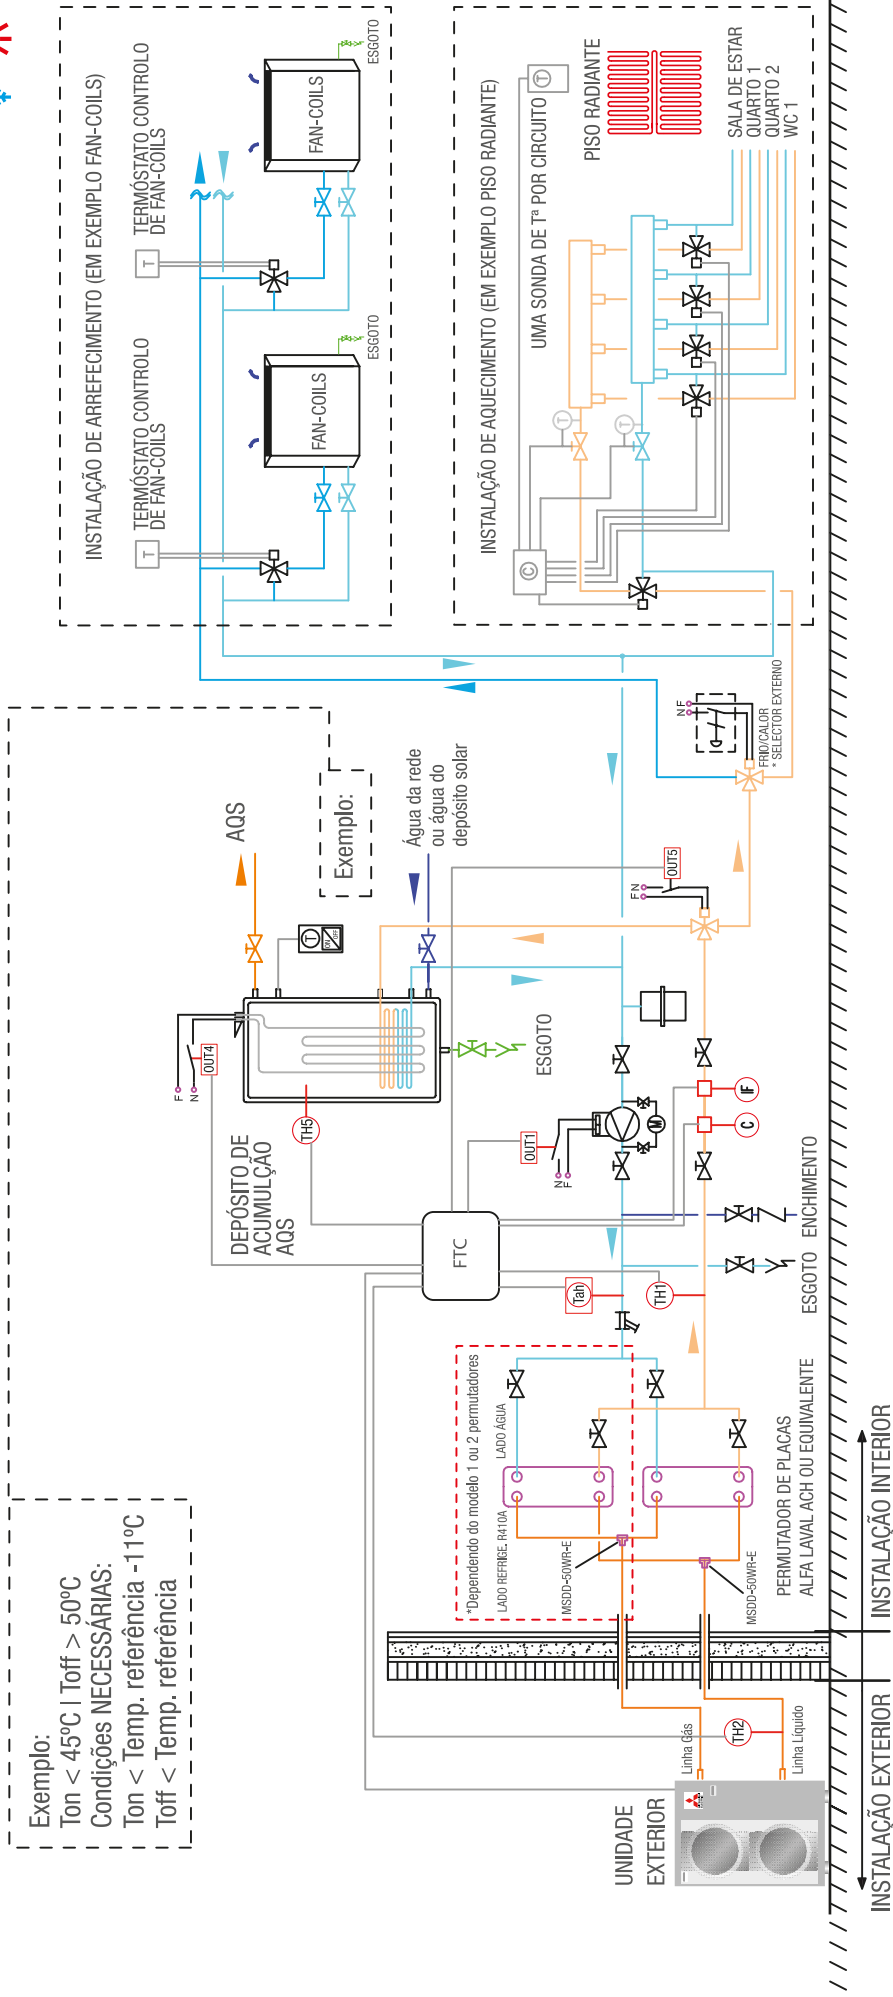 Exemplo:
Ton < 45ºC | Toff > 50ºC
Condições NECESSÁRIAS:
Ton < Temp. referência -11ºC
Toff < Temp. referência
UNIDADE
EXTERIOR
Linha Gás
Linha Líquido
TH2
INSTALAÇÃO EXTERIOR
INSTALAÇÃO INTERIOR
*Dependendo do modelo 1 ou 2 permutadores
LADO REFRIGE. R410A
LADO ÁGUA
MSDD-50WR-E
MSDD-50WR-E
PERMUTADOR DE PLACAS
ALFA LAVAL ACH OU EQUIVALENTE
FTC
Tah
TH1
ESGOTO
ENCHIMENTO
DEPÓSITO DE
ACUMULÇÃO
AQS
TH5
OUT4
F
N
OUT1
N
F
M
C
IF
ESGOTO
T
ON
OFF
AQS
Exemplo:
Água da rede
ou água do
depósito solar
OUT5
F N
N F
FRIO/CALOR
* SELECTOR EXTERNO
INSTALAÇÃO DE ARREFECIMENTO (EM EXEMPLO FAN-COILS)
TERMÓSTATO CONTROLO
DE FAN-COILS
T
FAN-COILS
ESGOTO
TERMÓSTATO CONTROLO
DE FAN-COILS
T
FAN-COILS
ESGOTO
INSTALAÇÃO DE AQUECIMENTO (EM EXEMPLO PISO RADIANTE)
UMA SONDA DE Tª POR CIRCUITO
C
T
T
T
PISO RADIANTE
SALA DE ESTAR
QUARTO 1
QUARTO 2
WC 1